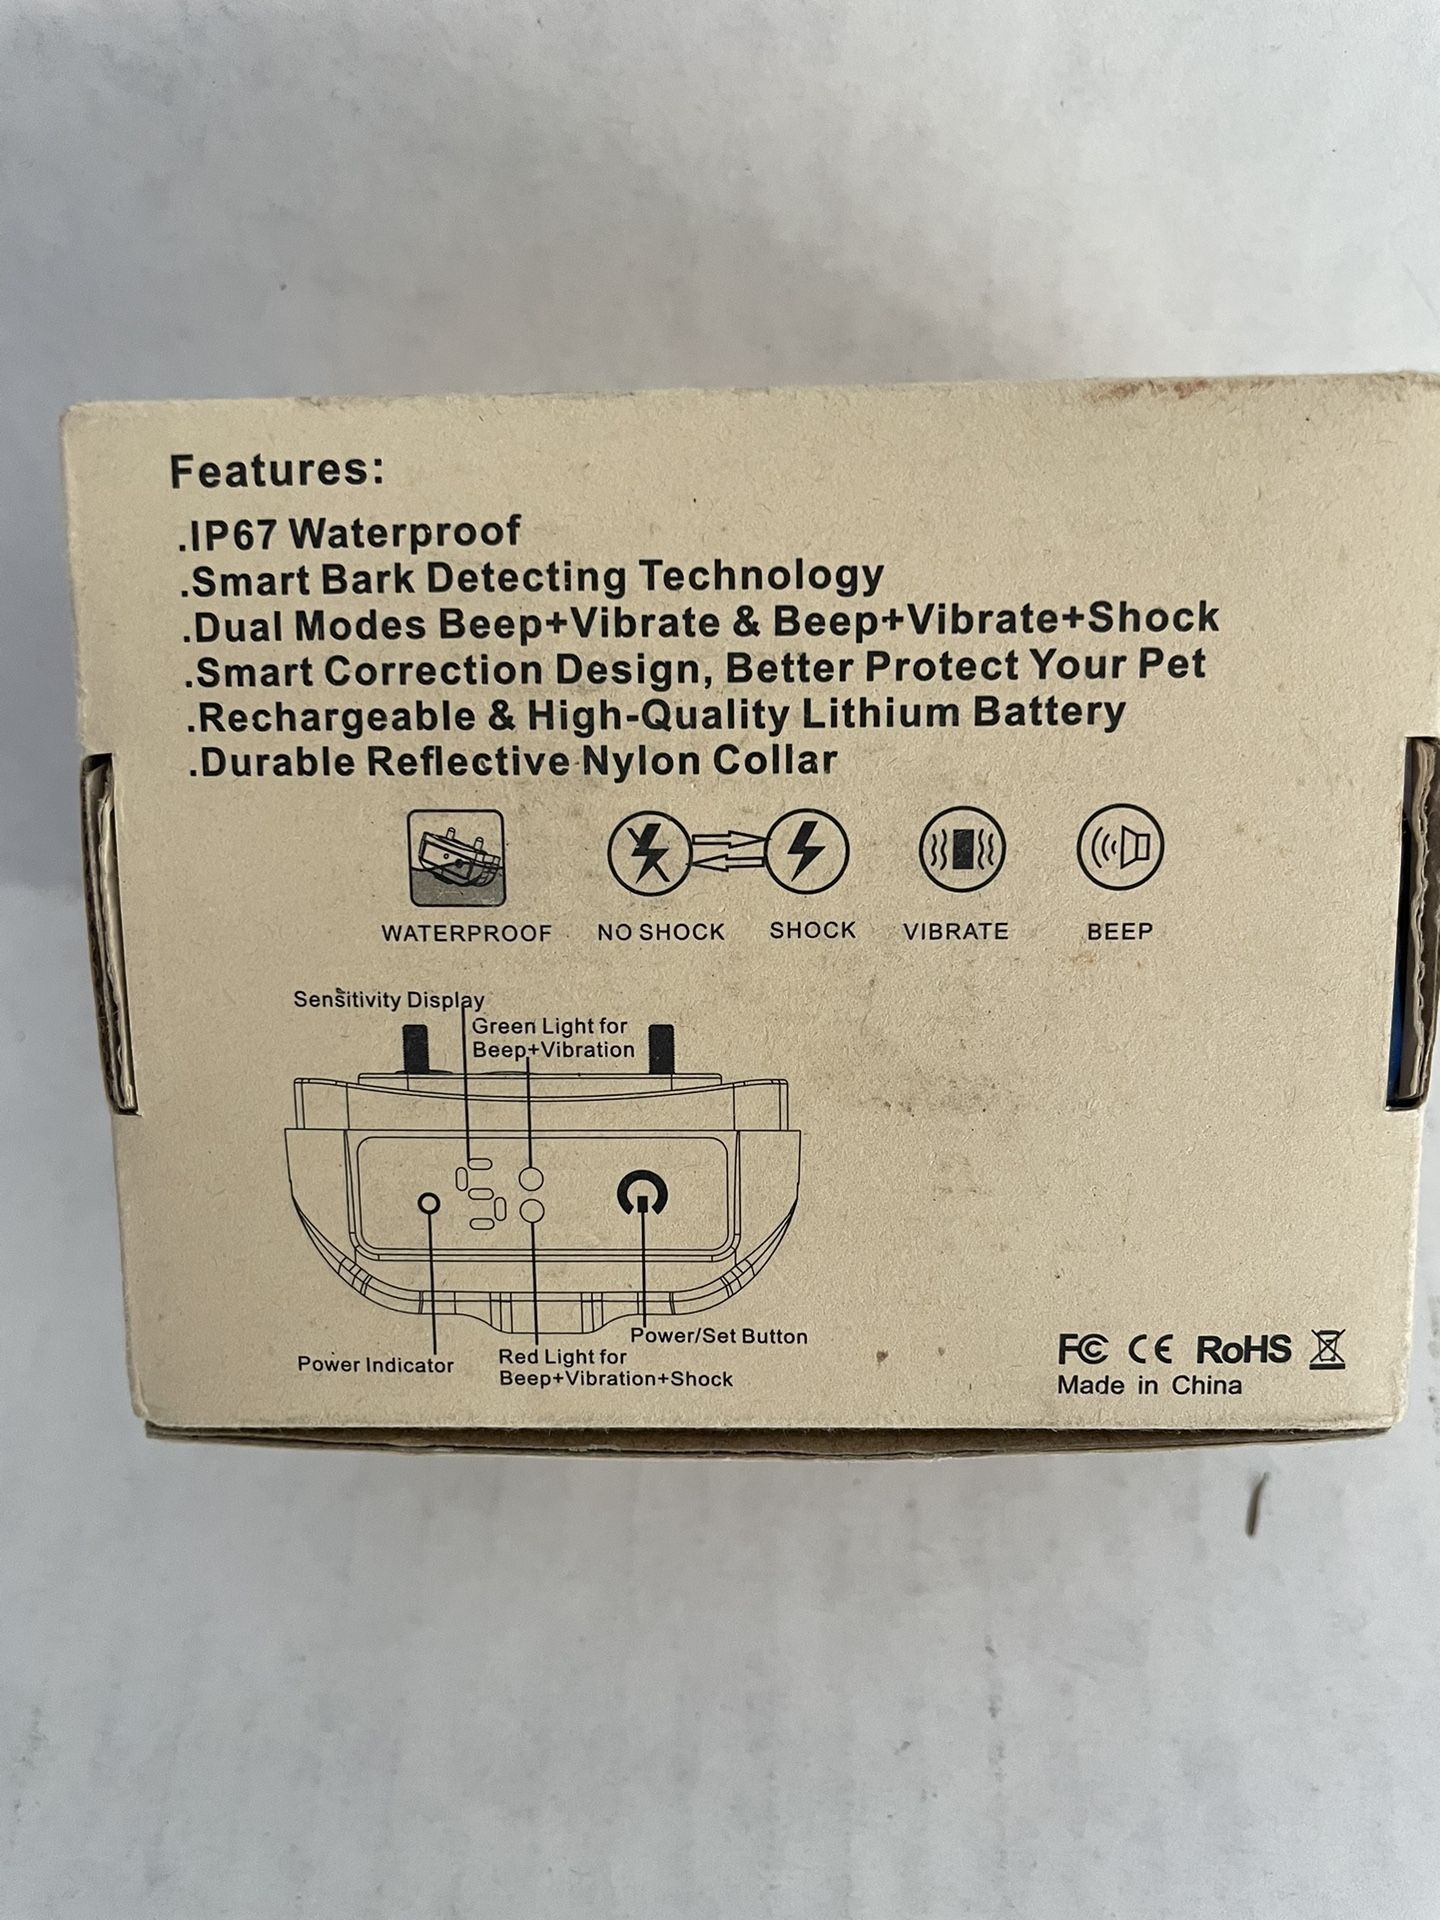 Features:
.IP67 Waterproof
.Smart Bark Detecting Technology
.Dual Modes Beep+Vibrate & Beep+Vibrate+Shock
.Smart Correction Design, Better Protect Your Pet
.Rechargeable & High-Quality Lithium Battery
.Durable Reflective Nylon Collar
WATERPROOF NO SHOCK SHOCK VIBRATE BEEP
Sensitivity Display
Green Light for
Beep+Vibration
Power/Set Button
Power Indicator
Red Light for
Beep+Vibration+Shock
FC CE RoHS
Made in China